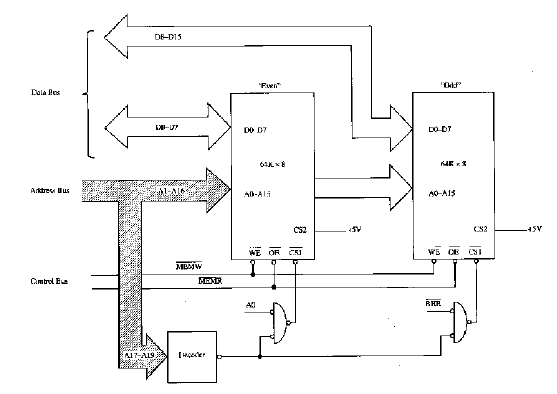 D8–D15
"Even" "Odd"
Data Bus
D0–D7 D0–D7 D0–D7
64K × 8 64K × 8
Address Bus A1–A16 A0–A15 A0–A15
CS2 +5V CS2 +5V
WE OE CS1 WE OE CS1
MEMW
Control Bus MEMR
A0
A17–A19 Decoder